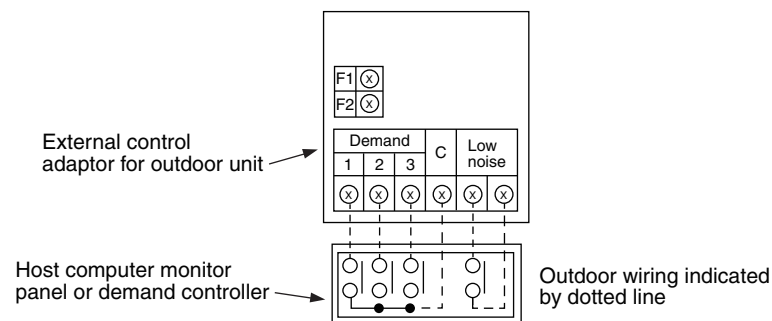 F1 X
F2 X
External control
adaptor for outdoor unit
Demand
1 2 3
C
Low
noise
X X X X X X
Host computer monitor
panel or demand controller
Outdoor wiring indicated
by dotted line